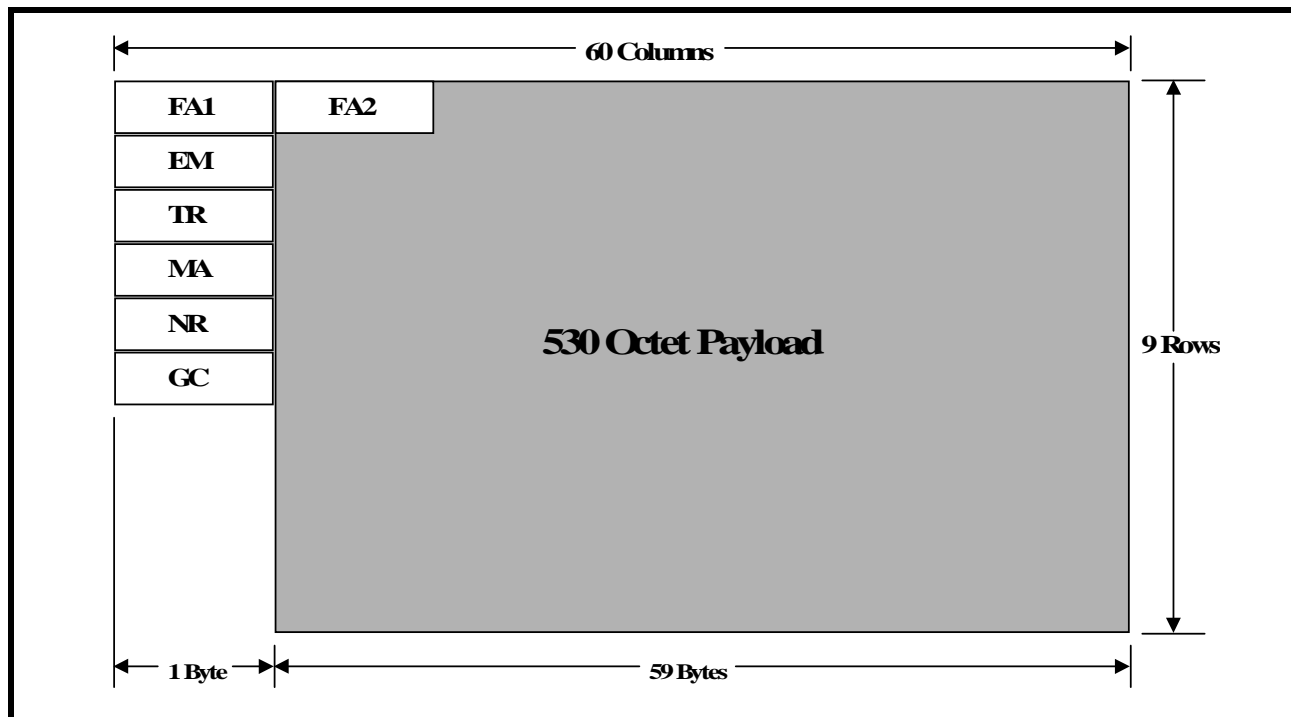 60 Columns
FA1
FA2
EM
TR
MA
NR
GC
530 Octet Payload
9 Rows
1 Byte
59 Bytes